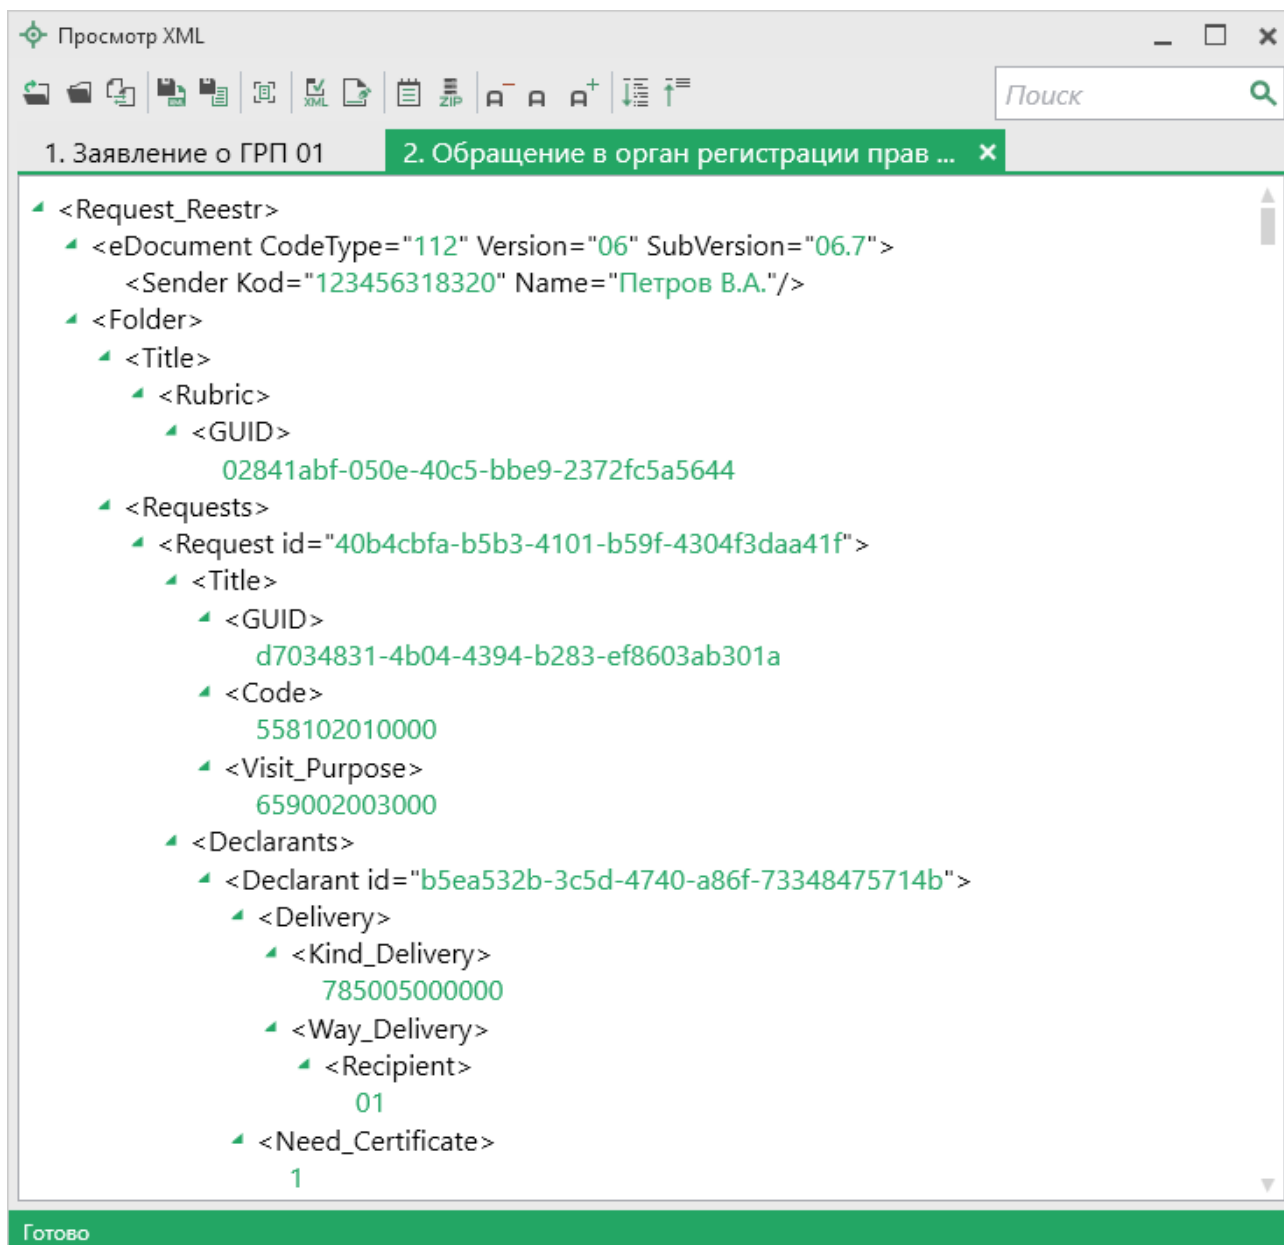 Просмотр XML
XML ZIP
Поиск
1. Заявление о ГРП 01
2. Обращение в орган регистрации прав ...
<Request_Reestr>
<eDocument CodeType="112" Version="06" SubVersion="06.7">
<Sender Kod="123456318320" Name="Петров В.А."/>
<Folder>
<Title>
<Rubric>
<GUID>
02841abf-050e-40c5-bbe9-2372fc5a5644
<Requests>
<Request id="40b4cbfa-b5b3-4101-b59f-4304f3daa41f">
<Title>
<GUID>
d7034831-4b04-4394-b283-ef8603ab301a
<Code>
558102010000
<Visit_Purpose>
659002003000
<Declarants>
<Declarant id="b5ea532b-3c5d-4740-a86f-73348475714b">
<Delivery>
<Kind_Delivery>
785005000000
<Way_Delivery>
<Recipient>
01
<Need_Certificate>
1
Готово